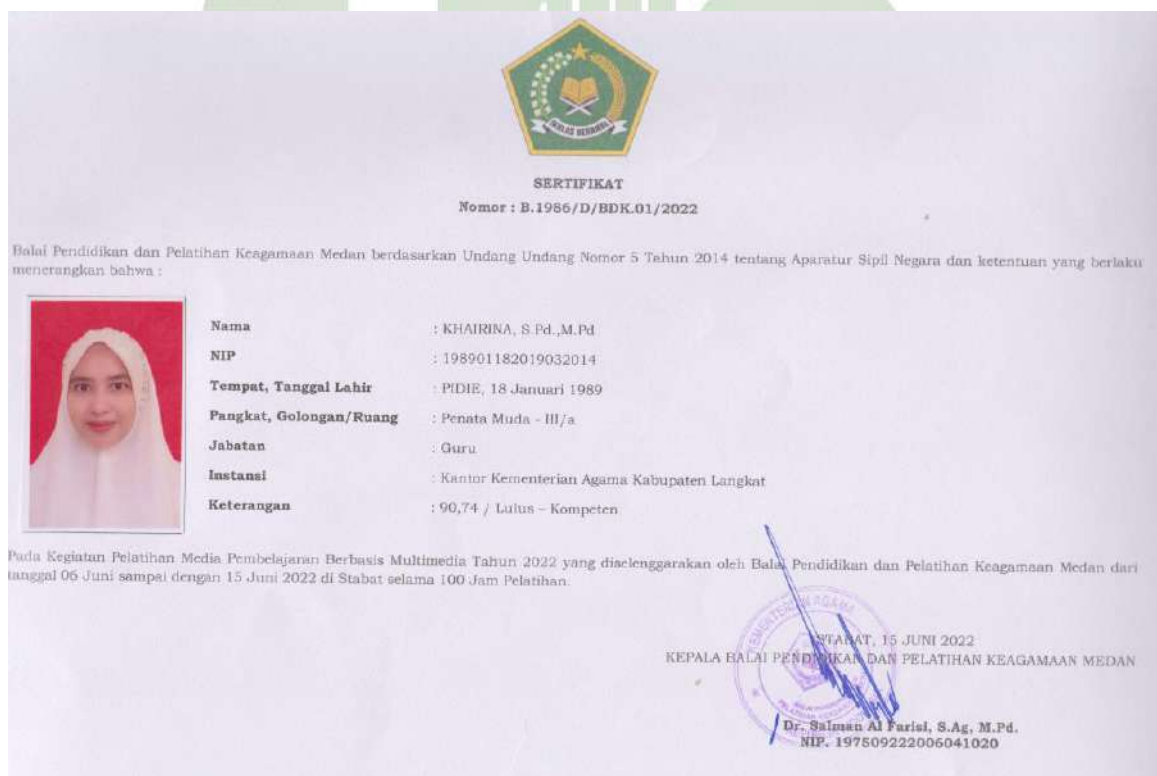 IKHLAS BERAMAL
SERTIFIKAT
Nomor : B.1986/D/BDK.01/2022
Balai Pendidikan dan Pelatihan Keagamaan Medan berdasarkan Undang Undang Nomor 5 Tahun 2014 tentang Aparatur Sipil Negara dan ketentuan yang berlaku
menerangkan bahwa :
Nama : KHAIRINA, S.Pd.,M.Pd
NIP : 198901182019032014
Tempat, Tanggal Lahir : PIDIE, 18 Januari 1989
Pangkat, Golongan/Ruang : Penata Muda - III/a
Jabatan : Guru
Instansi : Kantor Kementerian Agama Kabupaten Langkat
Keterangan : 90,74 / Lulus – Kompeten
Pada Kegiatan Pelatihan Media Pembelajaran Berbasis Multimedia Tahun 2022 yang diselenggarakan oleh Balai Pendidikan dan Pelatihan Keagamaan Medan dari
tanggal 06 Juni sampai dengan 15 Juni 2022 di Stabat selama 100 Jam Pelatihan.
STABAT, 15 JUNI 2022
KEPALA BALAI PENDIDIKAN DAN PELATIHAN KEAGAMAAN MEDAN
KEMENTERIAN AGAMA
Dr. Salman Al Farisi, S.Ag, M.Pd.
NIP. 197509222006041020